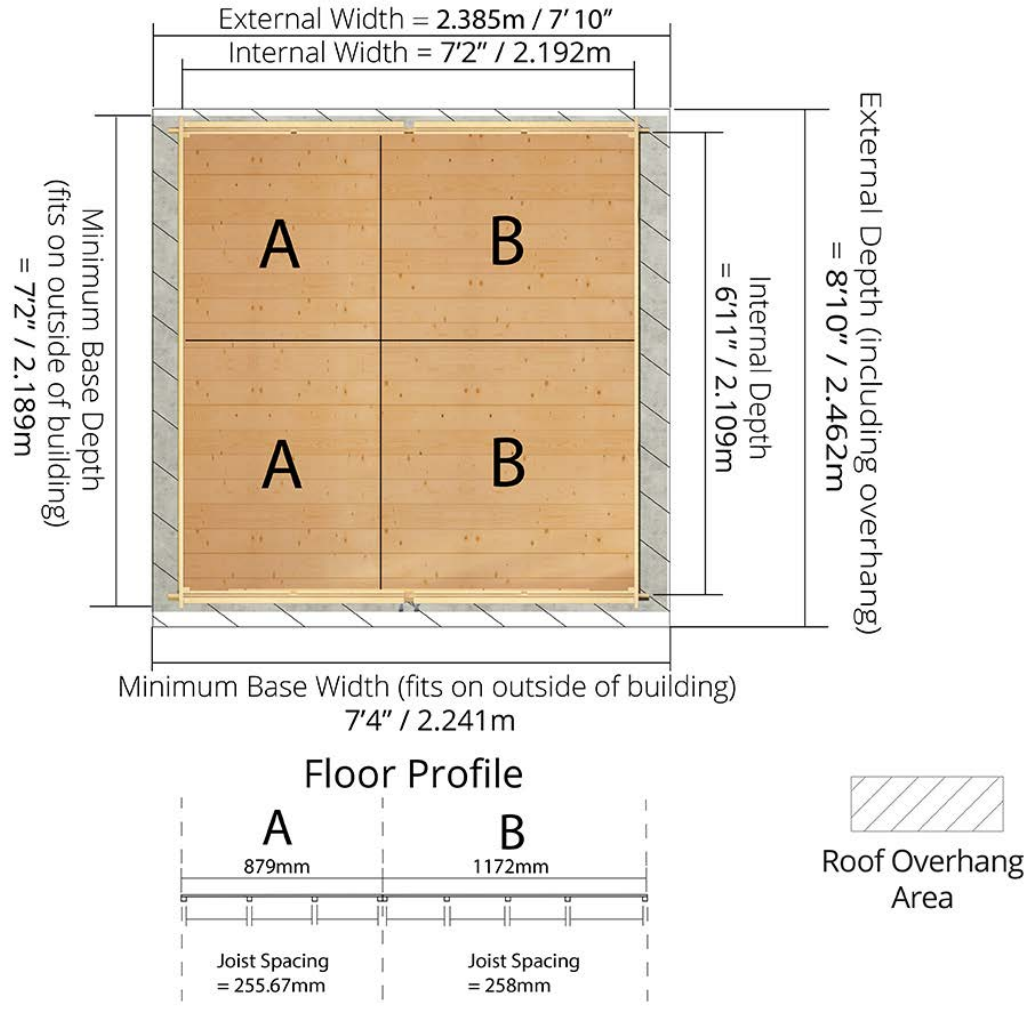 External Width = 2.385m / 7’ 10”
Internal Width = 7’2” / 2.192m
Minimum Base Depth
(fits on outside of building)
= 7’2” / 2.189m
A
B
A
B
Internal Depth
= 6’11” / 2.109m
External Depth (including overhang)
= 8’10” / 2.462m
Minimum Base Width (fits on outside of building)
7’4” / 2.241m
Floor Profile
A
879mm
B
1172mm
Joist Spacing
= 255.67mm
Joist Spacing
= 258mm
Roof Overhang
Area